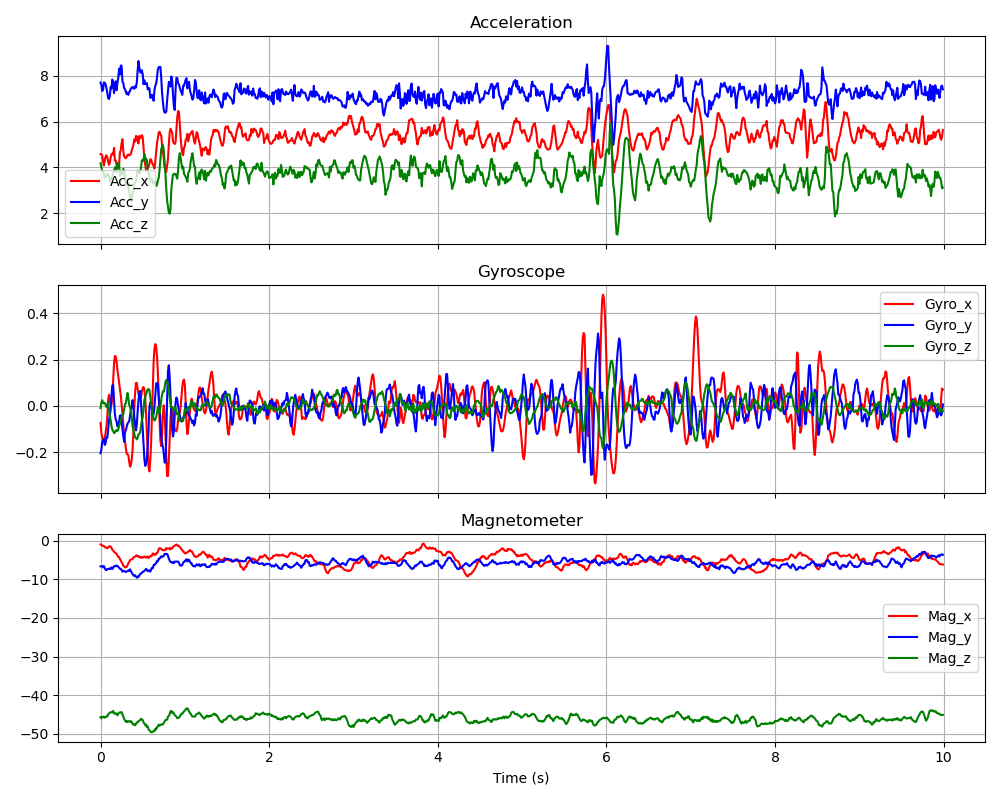 Acceleration
8
6
4
2
Acc_x
Acc_y
Acc_z
Gyroscope
0.4
0.2
0.0
−0.2
Gyro_x
Gyro_y
Gyro_z
Magnetometer
0
−10
−20
−30
−40
−50
Mag_x
Mag_y
Mag_z
0 2 4 6 8 10
Time (s)